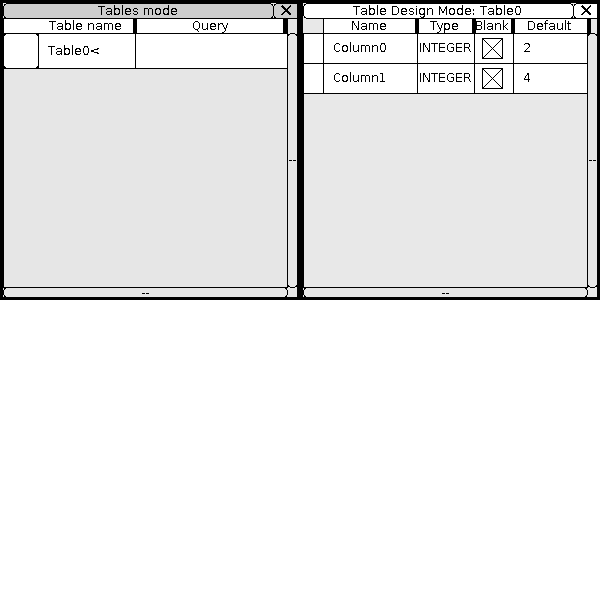 Tables mode
Table name Query
Table0<
--
--
Table Design Mode: Table0
Name Type Blank Default
Column0 INTEGER 2
Column1 INTEGER 4
--
--